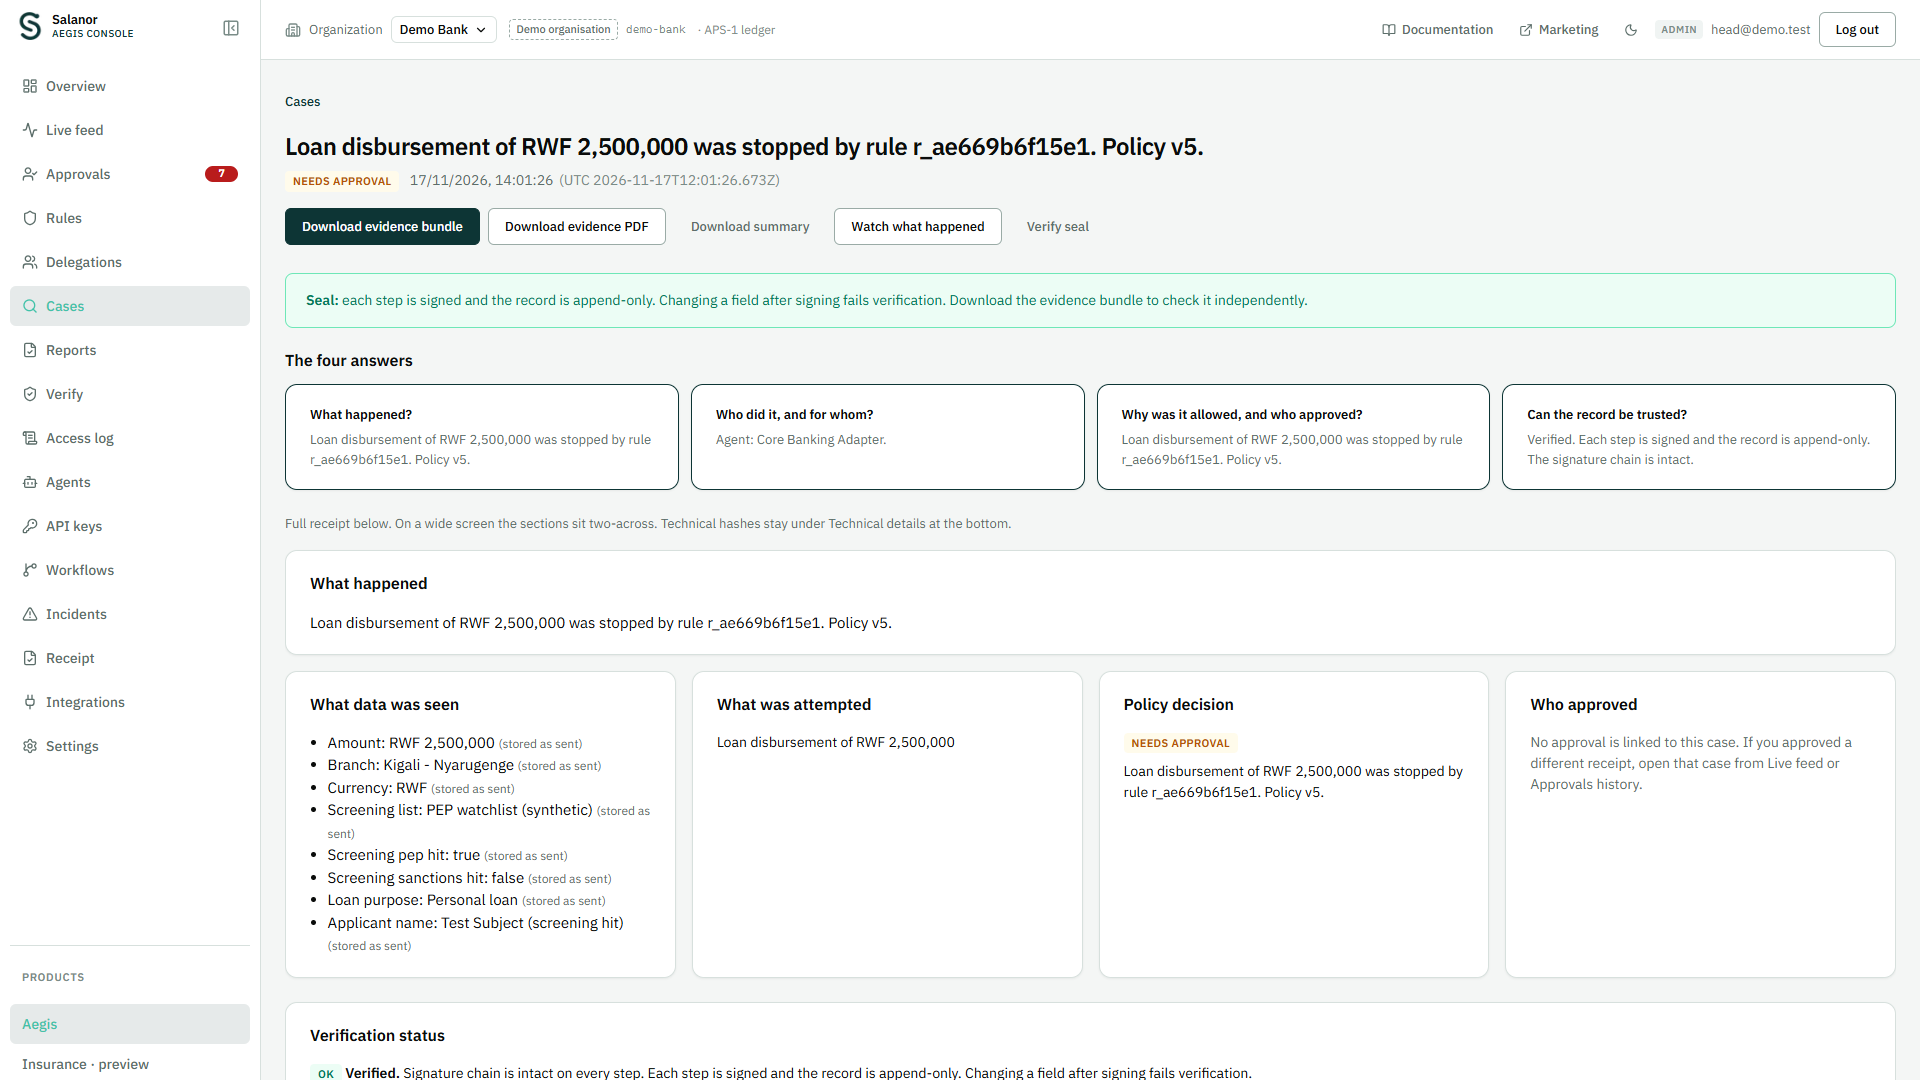 Salanor
AEGIS CONSOLE
Organization
Demo Bank
Demo organisation
demo-bank
· APS-1 ledger
Documentation
Marketing
ADMIN
head@demo.test
Log out
Overview
Live feed
Approvals
7
Rules
Delegations
Cases
Reports
Verify
Access log
Agents
API keys
Workflows
Incidents
Receipt
Integrations
Settings
PRODUCTS
Aegis
Insurance · preview
Cases
Loan disbursement of RWF 2,500,000 was stopped by rule r_ae669b6f15e1. Policy v5.
NEEDS APPROVAL
17/11/2026, 14:01:26 (UTC 2026-11-17T12:01:26.673Z)
Download evidence bundle
Download evidence PDF
Download summary
Watch what happened
Verify seal
Seal: each step is signed and the record is append-only. Changing a field after signing fails verification. Download the evidence bundle to check it independently.
The four answers
What happened?
Loan disbursement of RWF 2,500,000 was stopped by rule
r_ae669b6f15e1. Policy v5.
Who did it, and for whom?
Agent: Core Banking Adapter.
Why was it allowed, and who approved?
Loan disbursement of RWF 2,500,000 was stopped by rule
r_ae669b6f15e1. Policy v5.
Can the record be trusted?
Verified. Each step is signed and the record is append-only.
The signature chain is intact.
Full receipt below. On a wide screen the sections sit two-across. Technical hashes stay under Technical details at the bottom.
What happened
Loan disbursement of RWF 2,500,000 was stopped by rule r_ae669b6f15e1. Policy v5.
What data was seen
• Amount: RWF 2,500,000 (stored as sent)
• Branch: Kigali - Nyarugenge (stored as sent)
• Currency: RWF (stored as sent)
• Screening list: PEP watchlist (synthetic) (stored as
sent)
• Screening pep hit: true (stored as sent)
• Screening sanctions hit: false (stored as sent)
• Loan purpose: Personal loan (stored as sent)
• Applicant name: Test Subject (screening hit)
(stored as sent)
What was attempted
Loan disbursement of RWF 2,500,000
Policy decision
NEEDS APPROVAL
Loan disbursement of RWF 2,500,000 was stopped by
rule r_ae669b6f15e1. Policy v5.
Who approved
No approval is linked to this case. If you approved a
different receipt, open that case from Live feed or
Approvals history.
Verification status
OK
Verified. Signature chain is intact on every step. Each step is signed and the record is append-only. Changing a field after signing fails verification.